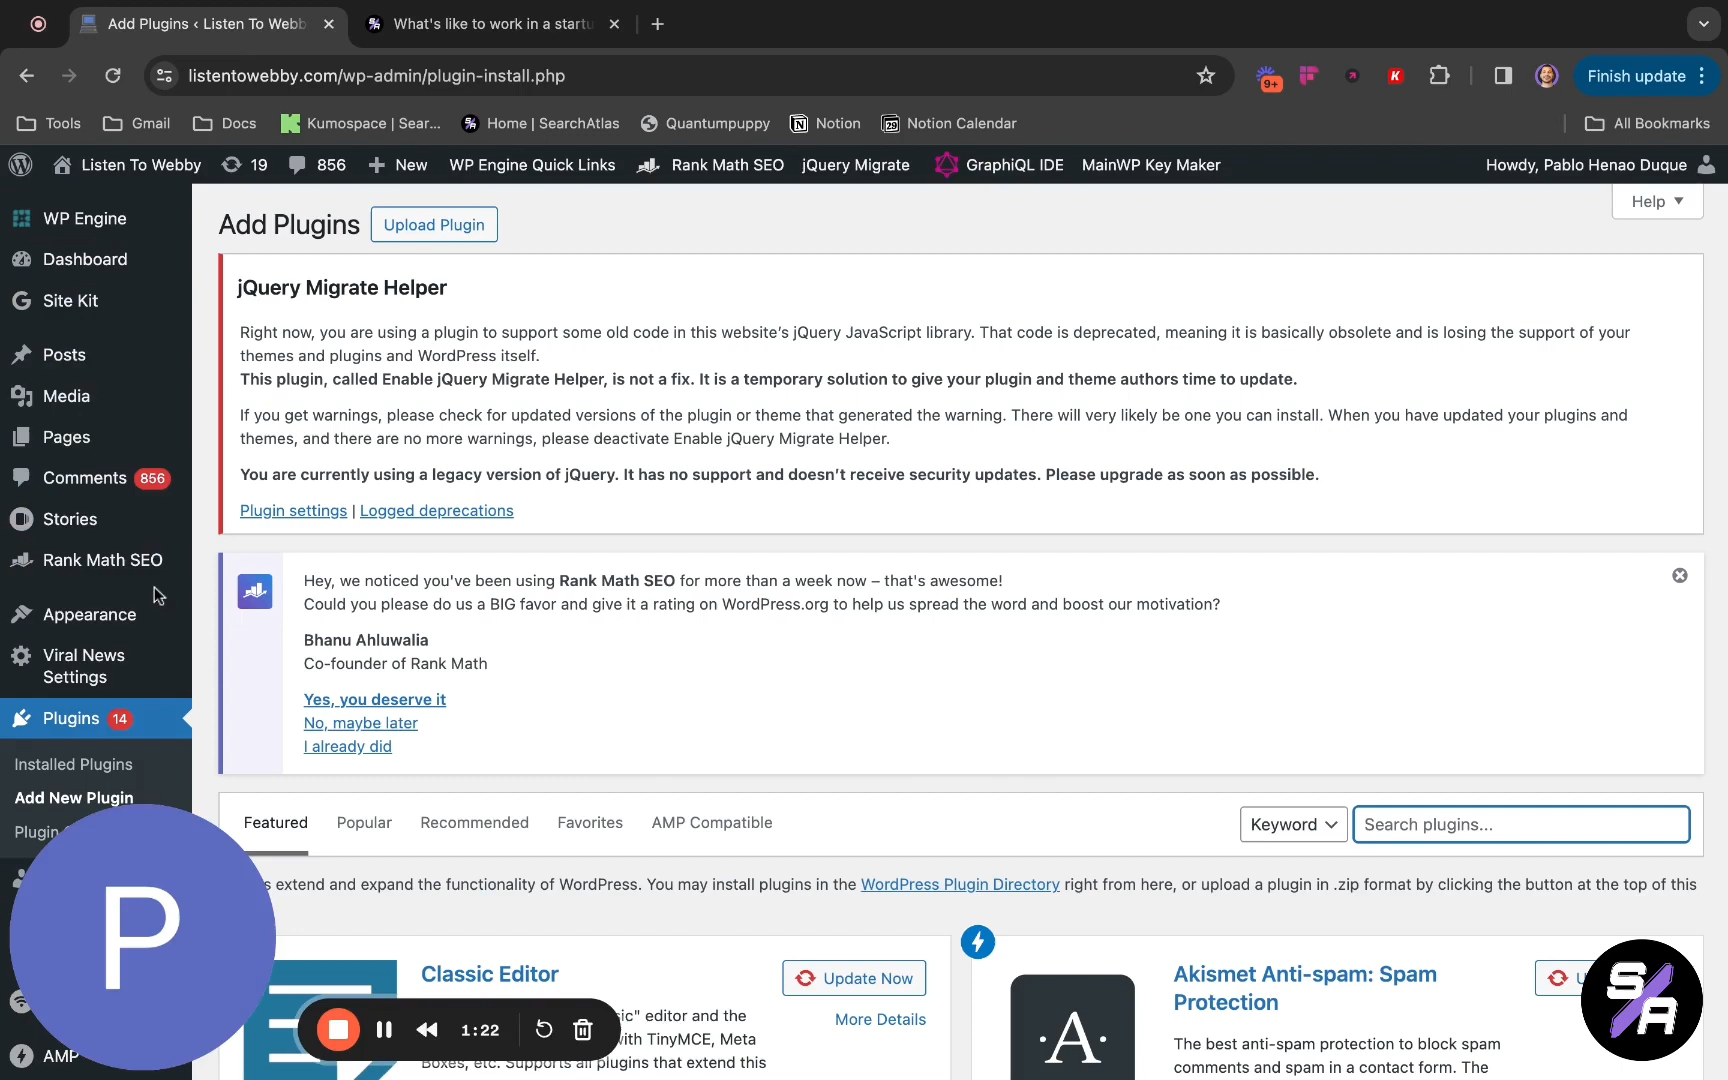 Add Plugins ‹ Listen To Webb
What's like to work in a startu
listentowebby.com/wp-admin/plugin-install.php
9+
K
Finish update
Tools
Gmail
Docs
Kumospace | Sear...
Home | SearchAtlas
Quantumpuppy
Notion
Notion Calendar
All Bookmarks
Listen To Webby
19
856
New
WP Engine Quick Links
Rank Math SEO
jQuery Migrate
GraphiQL IDE
MainWP Key Maker
Howdy, Pablo Henao Duque
WP Engine
Dashboard
Site Kit
Posts
Media
Pages
Comments 856
Stories
Rank Math SEO
Appearance
Viral News
Settings
Plugins 14
Installed Plugins
Add New Plugin
Plugin
AMP
P
Help
Add Plugins
Upload Plugin
jQuery Migrate Helper
Right now, you are using a plugin to support some old code in this website's jQuery JavaScript library. That code is deprecated, meaning it is basically obsolete and is losing the support of your
themes and plugins and WordPress itself.
This plugin, called Enable jQuery Migrate Helper, is not a fix. It is a temporary solution to give your plugin and theme authors time to update.
If you get warnings, please check for updated versions of the plugin or theme that generated the warning. There will very likely be one you can install. When you have updated your plugins and
themes, and there are no more warnings, please deactivate Enable jQuery Migrate Helper.
You are currently using a legacy version of jQuery. It has no support and doesn't receive security updates. Please upgrade as soon as possible.
Plugin settings | Logged deprecations
Hey, we noticed you've been using Rank Math SEO for more than a week now – that's awesome!
Could you please do us a BIG favor and give it a rating on WordPress.org to help us spread the word and boost our motivation?
Bhanu Ahluwalia
Co-founder of Rank Math
Yes, you deserve it
No, maybe later
I already did
Featured
Popular
Recommended
Favorites
AMP Compatible
Keyword
Search plugins...
s extend and expand the functionality of WordPress. You may install plugins in the WordPress Plugin Directory right from here, or upload a plugin in .zip format by clicking the button at the top of this
Classic Editor
Update Now
More Details
sic" editor and the
with TinyMCE, Meta
Boxes, etc. Supports all plugins that extend this
1:22
Akismet Anti-spam: Spam
Protection
The best anti-spam protection to block spam
comments and spam in a contact form. The
A
U
SA